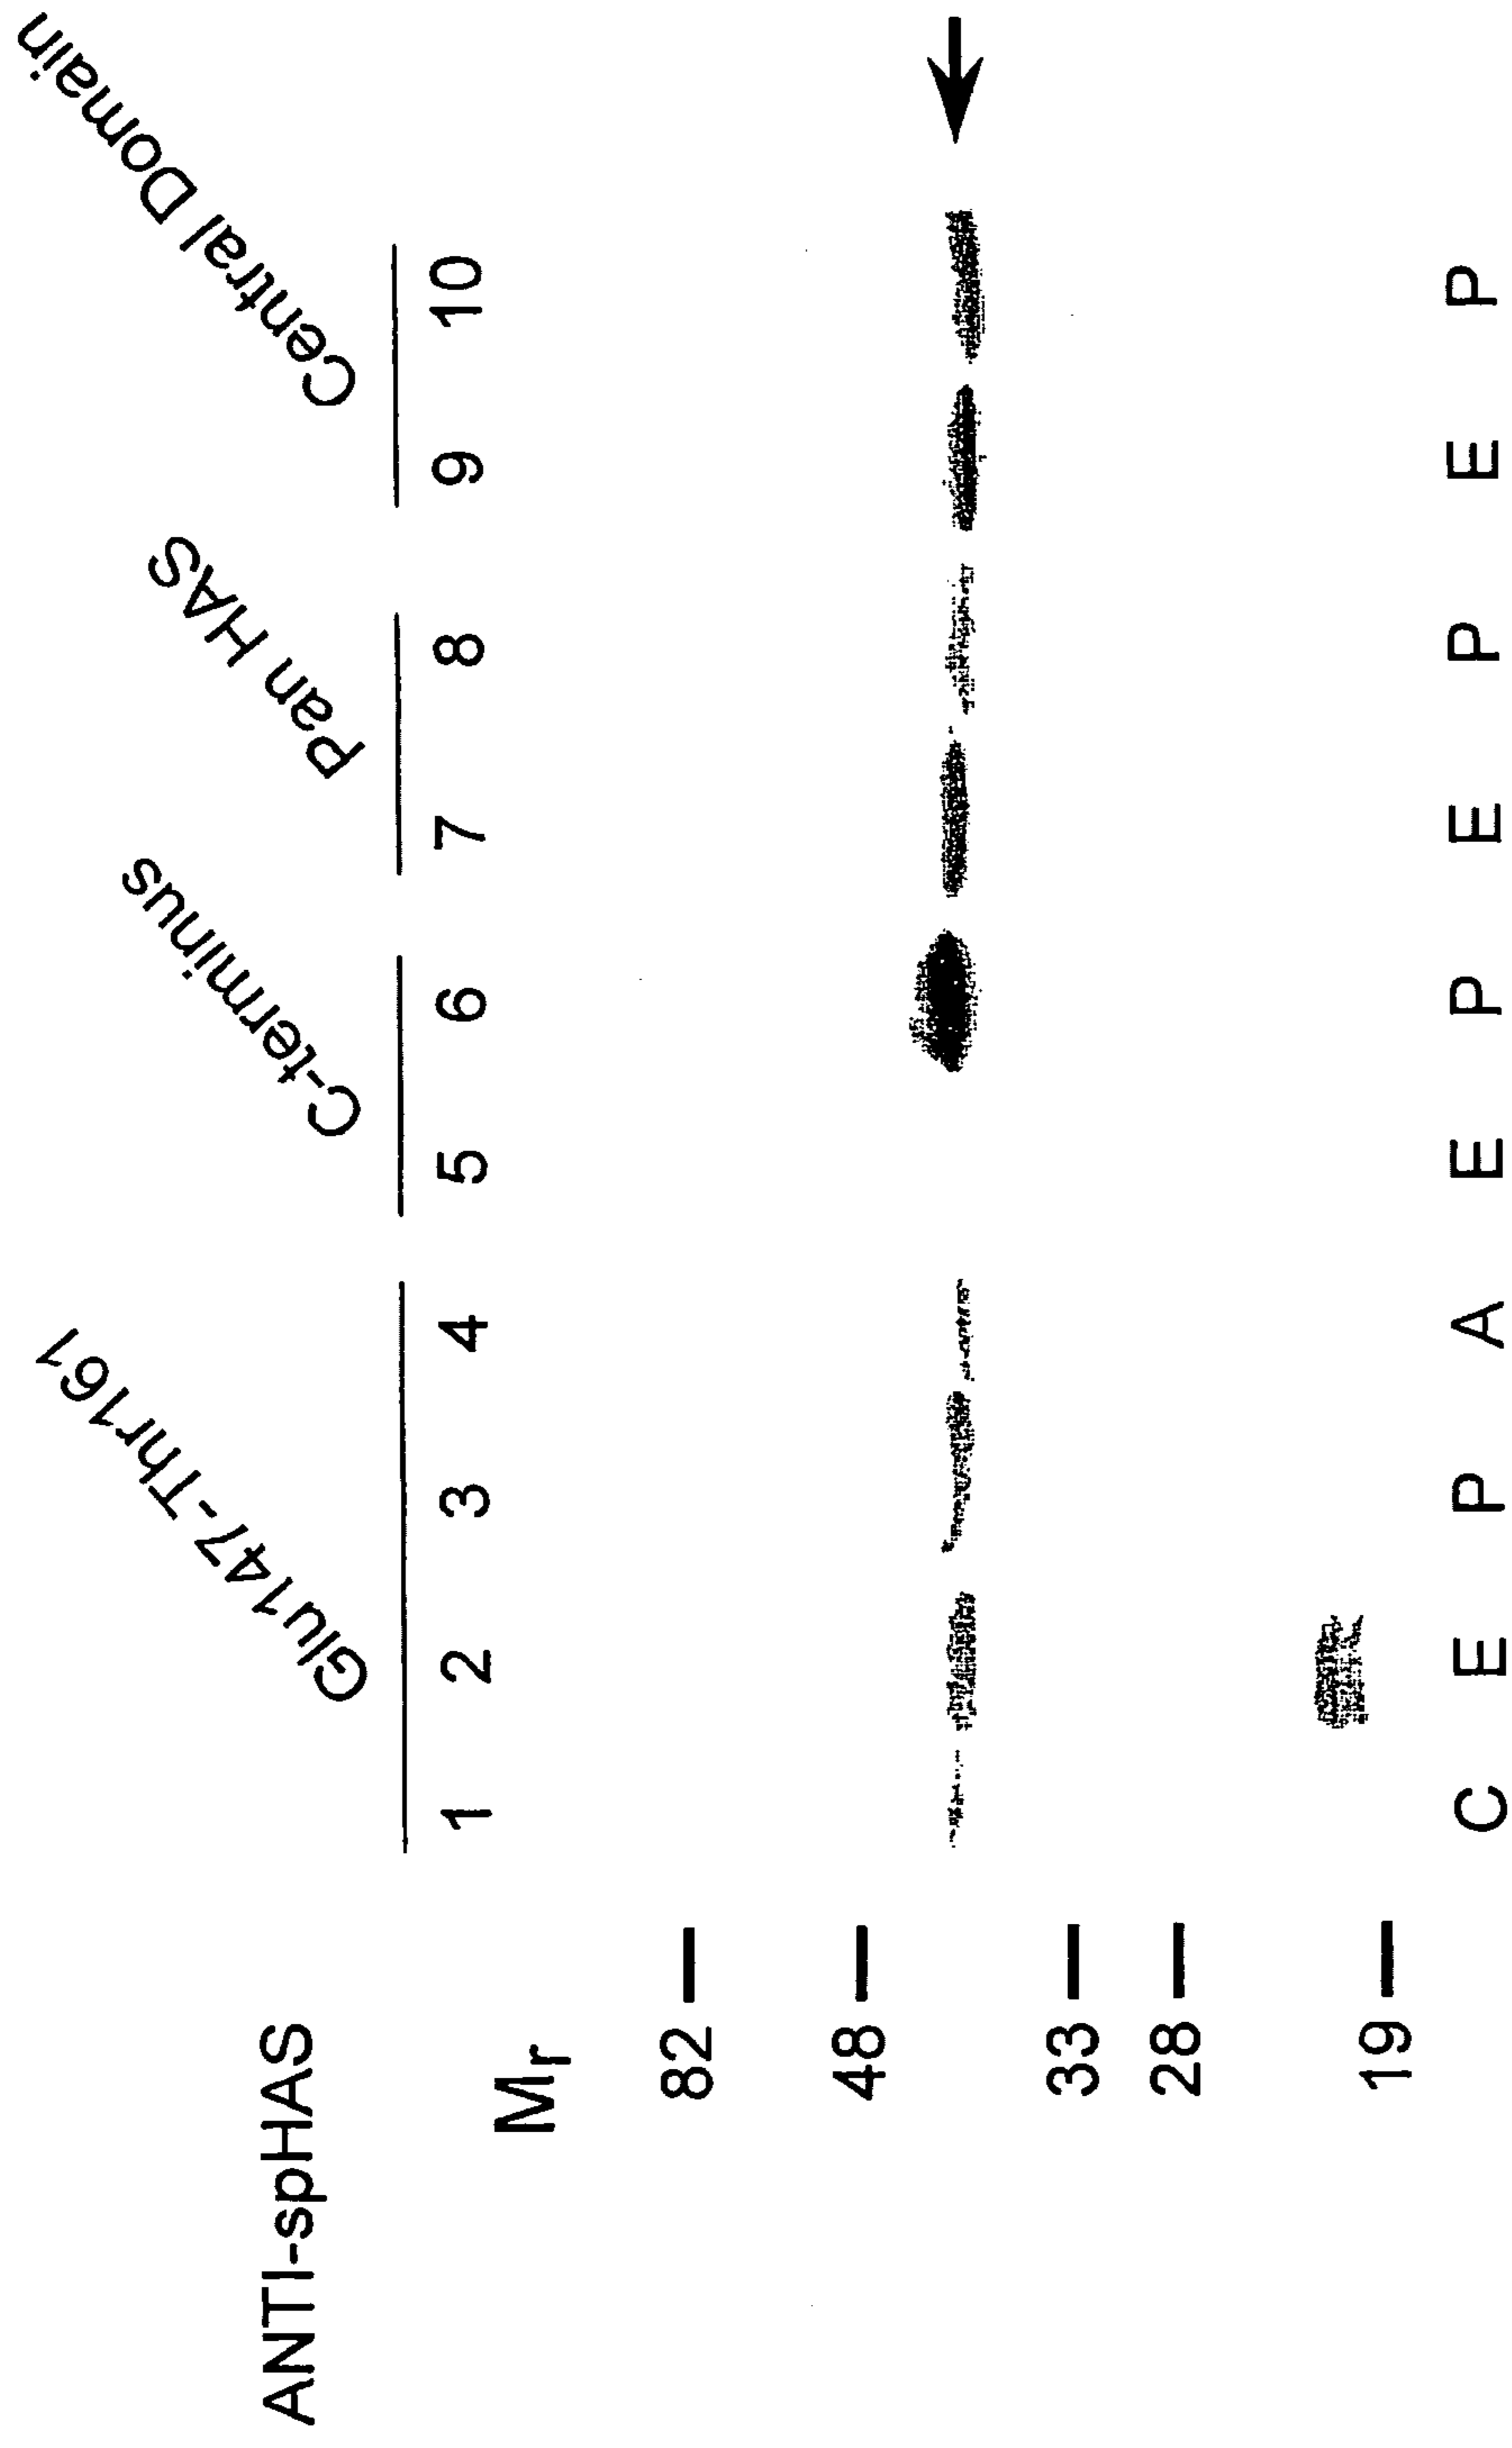 ANTI-spHAS
Glu147-Thr161
C-terminus
pan HAS
Central Domain
1 2 3 4 5 6 7 8 9 10
Mr
82
48
33
28
19
C E P A E P E P E P